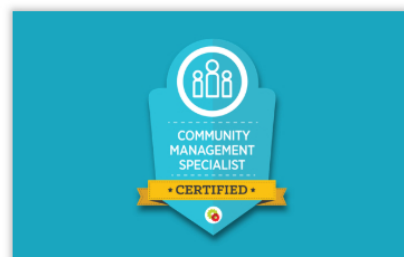 COMMUNITY
MANAGEMENT
SPECIALIST
• CERTIFIED •